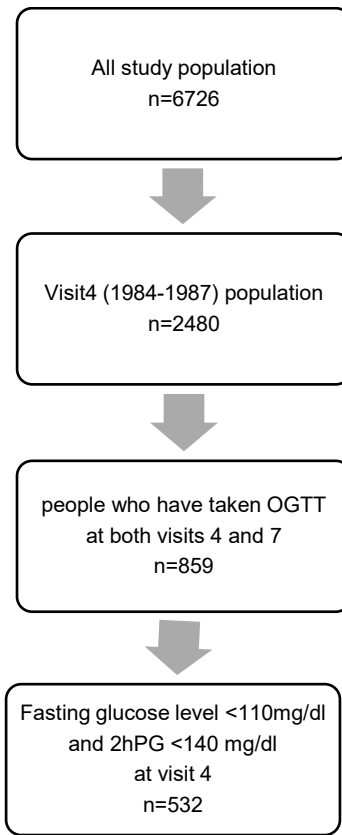 All study population
n=6726
Visit4 (1984-1987) population
n=2480
people who have taken OGTT
at both visits 4 and 7
n=859
Fasting glucose level <110mg/dl
and 2hPG <140 mg/dl
at visit 4
n=532